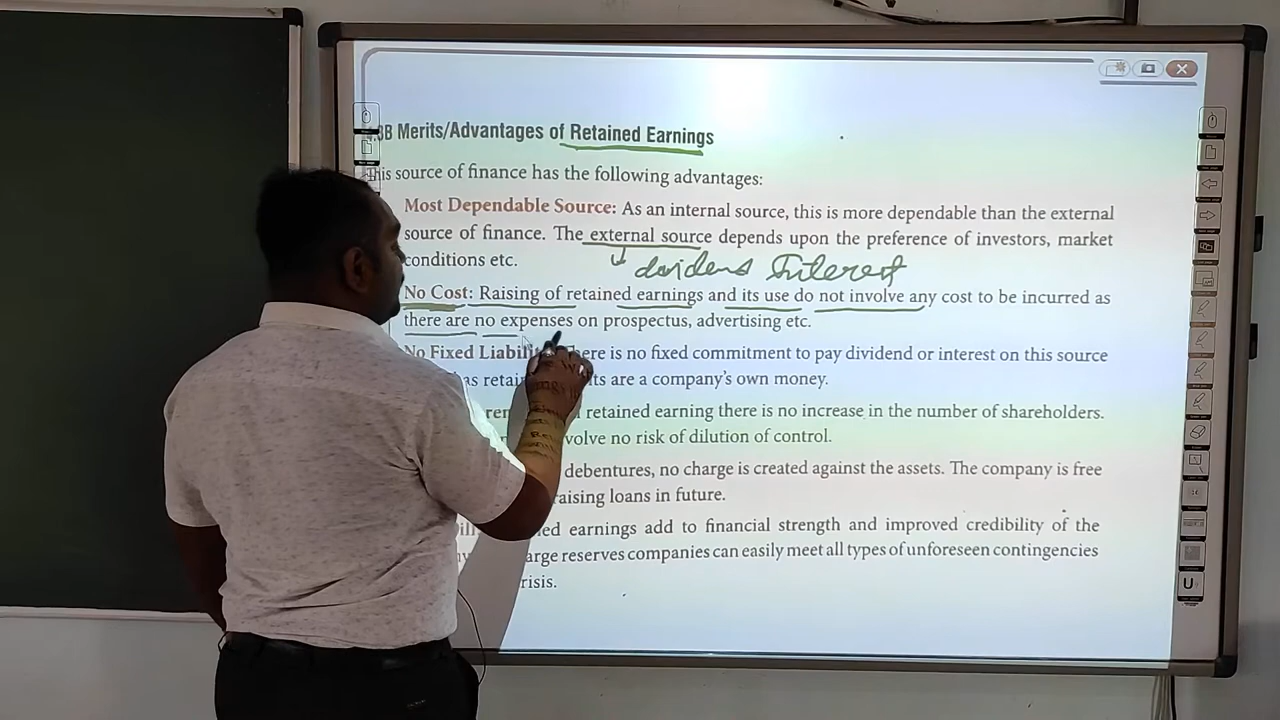 Merits/Advantages of Retained Earnings
This source of finance has the following advantages:
Most Dependable Source: As an internal source, this is more dependable than the external
source of finance. The external source depends upon the preference of investors, market
conditions etc.
dividend Interest
No Cost: Raising of retained earnings and its use do not involve any cost to be incurred as
there are no expenses on prospectus, advertising etc.
No Fixed There is no fixed commitment to pay dividend or interest on this source
as are a company's own money.
retained earning there is no increase in the number of shareholders.
no risk of dilution of control.
debentures, no charge is created against the assets. The company is free
raising loans in future.
earnings add to financial strength and improved credibility of the
reserves companies can easily meet all types of unforeseen contingencies